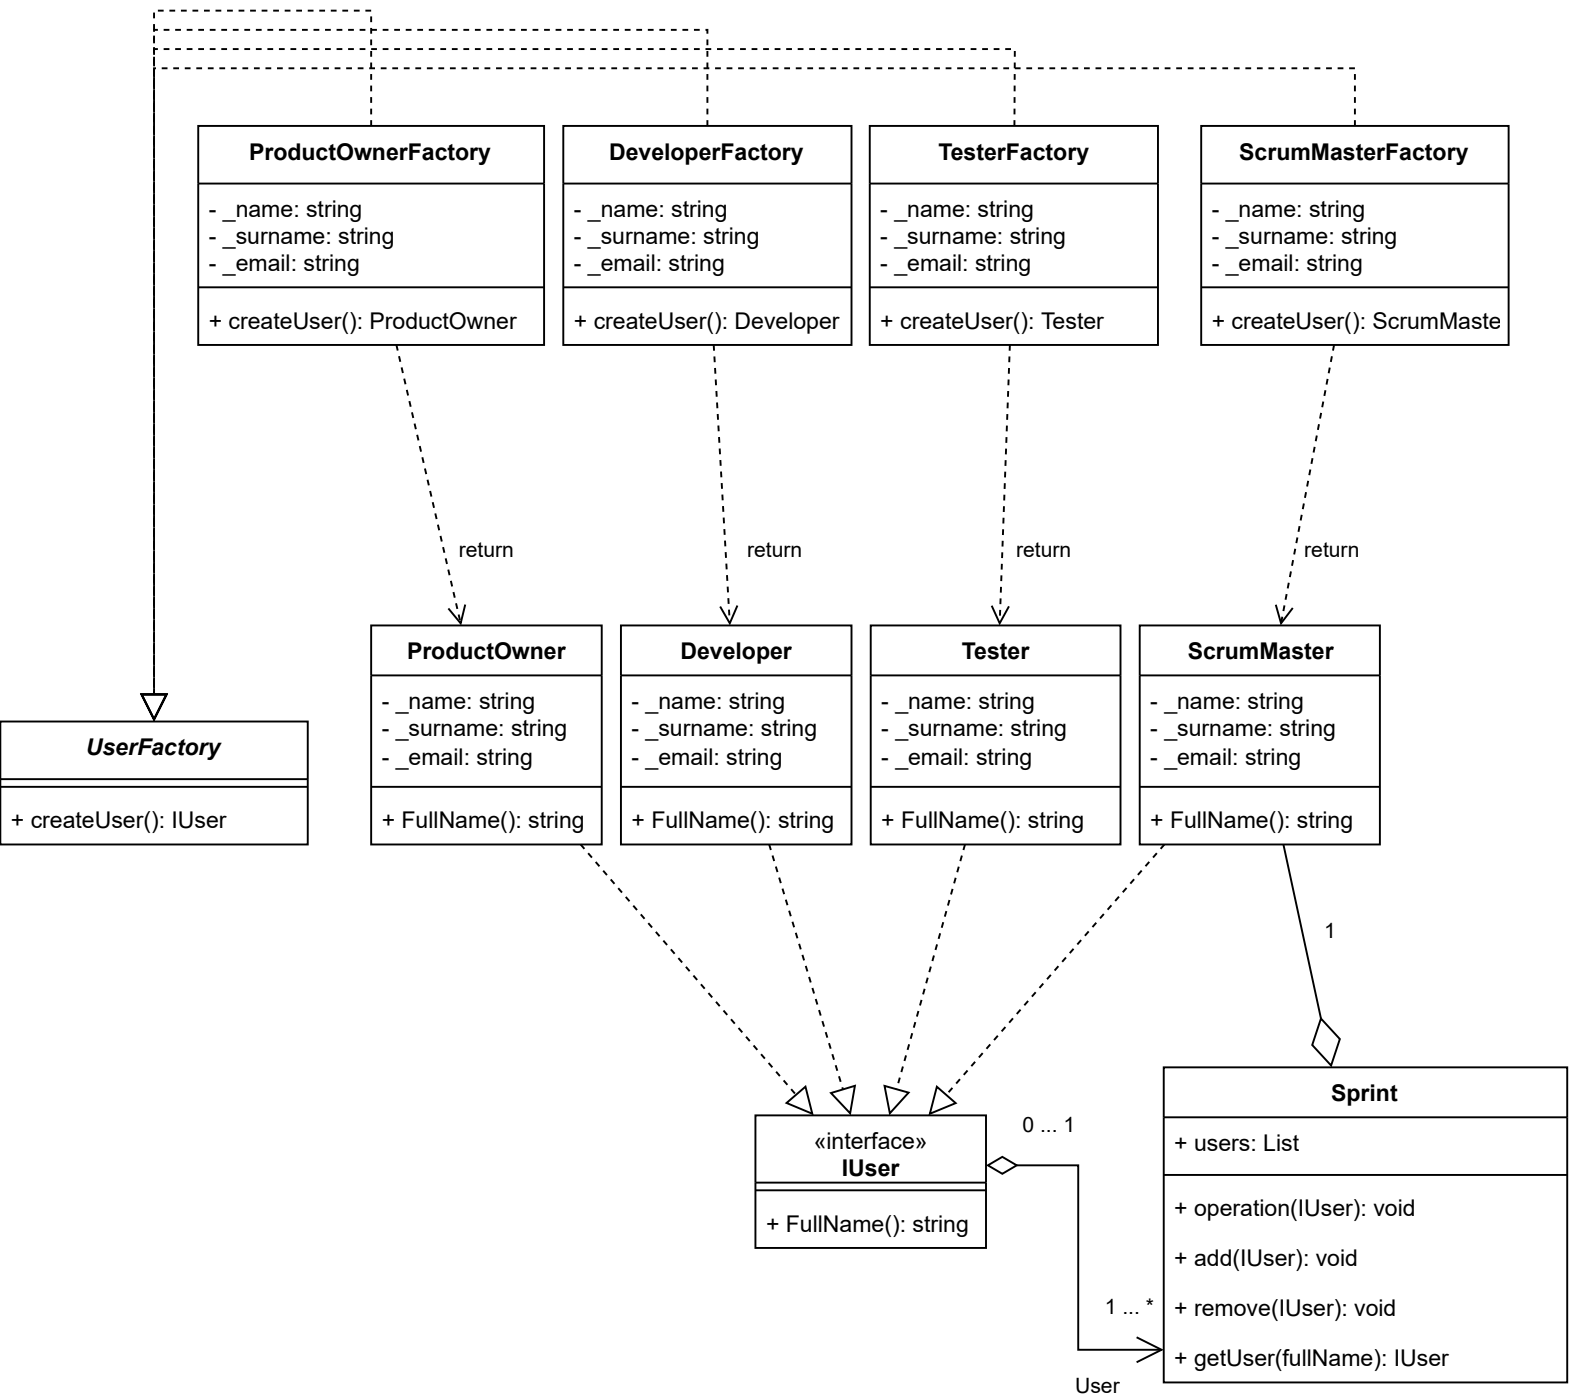 ProductOwnerFactory
- _name: string
- _surname: string
- _email: string
+ createUser(): ProductOwner
DeveloperFactory
- _name: string
- _surname: string
- _email: string
+ createUser(): Developer
TesterFactory
- _name: string
- _surname: string
- _email: string
+ createUser(): Tester
ScrumMasterFactory
- _name: string
- _surname: string
- _email: string
+ createUser(): ScrumMaste
return
return
return
return
UserFactory
+ createUser(): IUser
ProductOwner
- _name: string
- _surname: string
- _email: string
+ FullName(): string
Developer
- _name: string
- _surname: string
- _email: string
+ FullName(): string
Tester
- _name: string
- _surname: string
- _email: string
+ FullName(): string
ScrumMaster
- _name: string
- _surname: string
- _email: string
+ FullName(): string
1
«interface»
IUser
+ FullName(): string
0 ... 1
1 ... *
User
Sprint
+ users: List
+ operation(IUser): void
+ add(IUser): void
+ remove(IUser): void
+ getUser(fullName): IUser